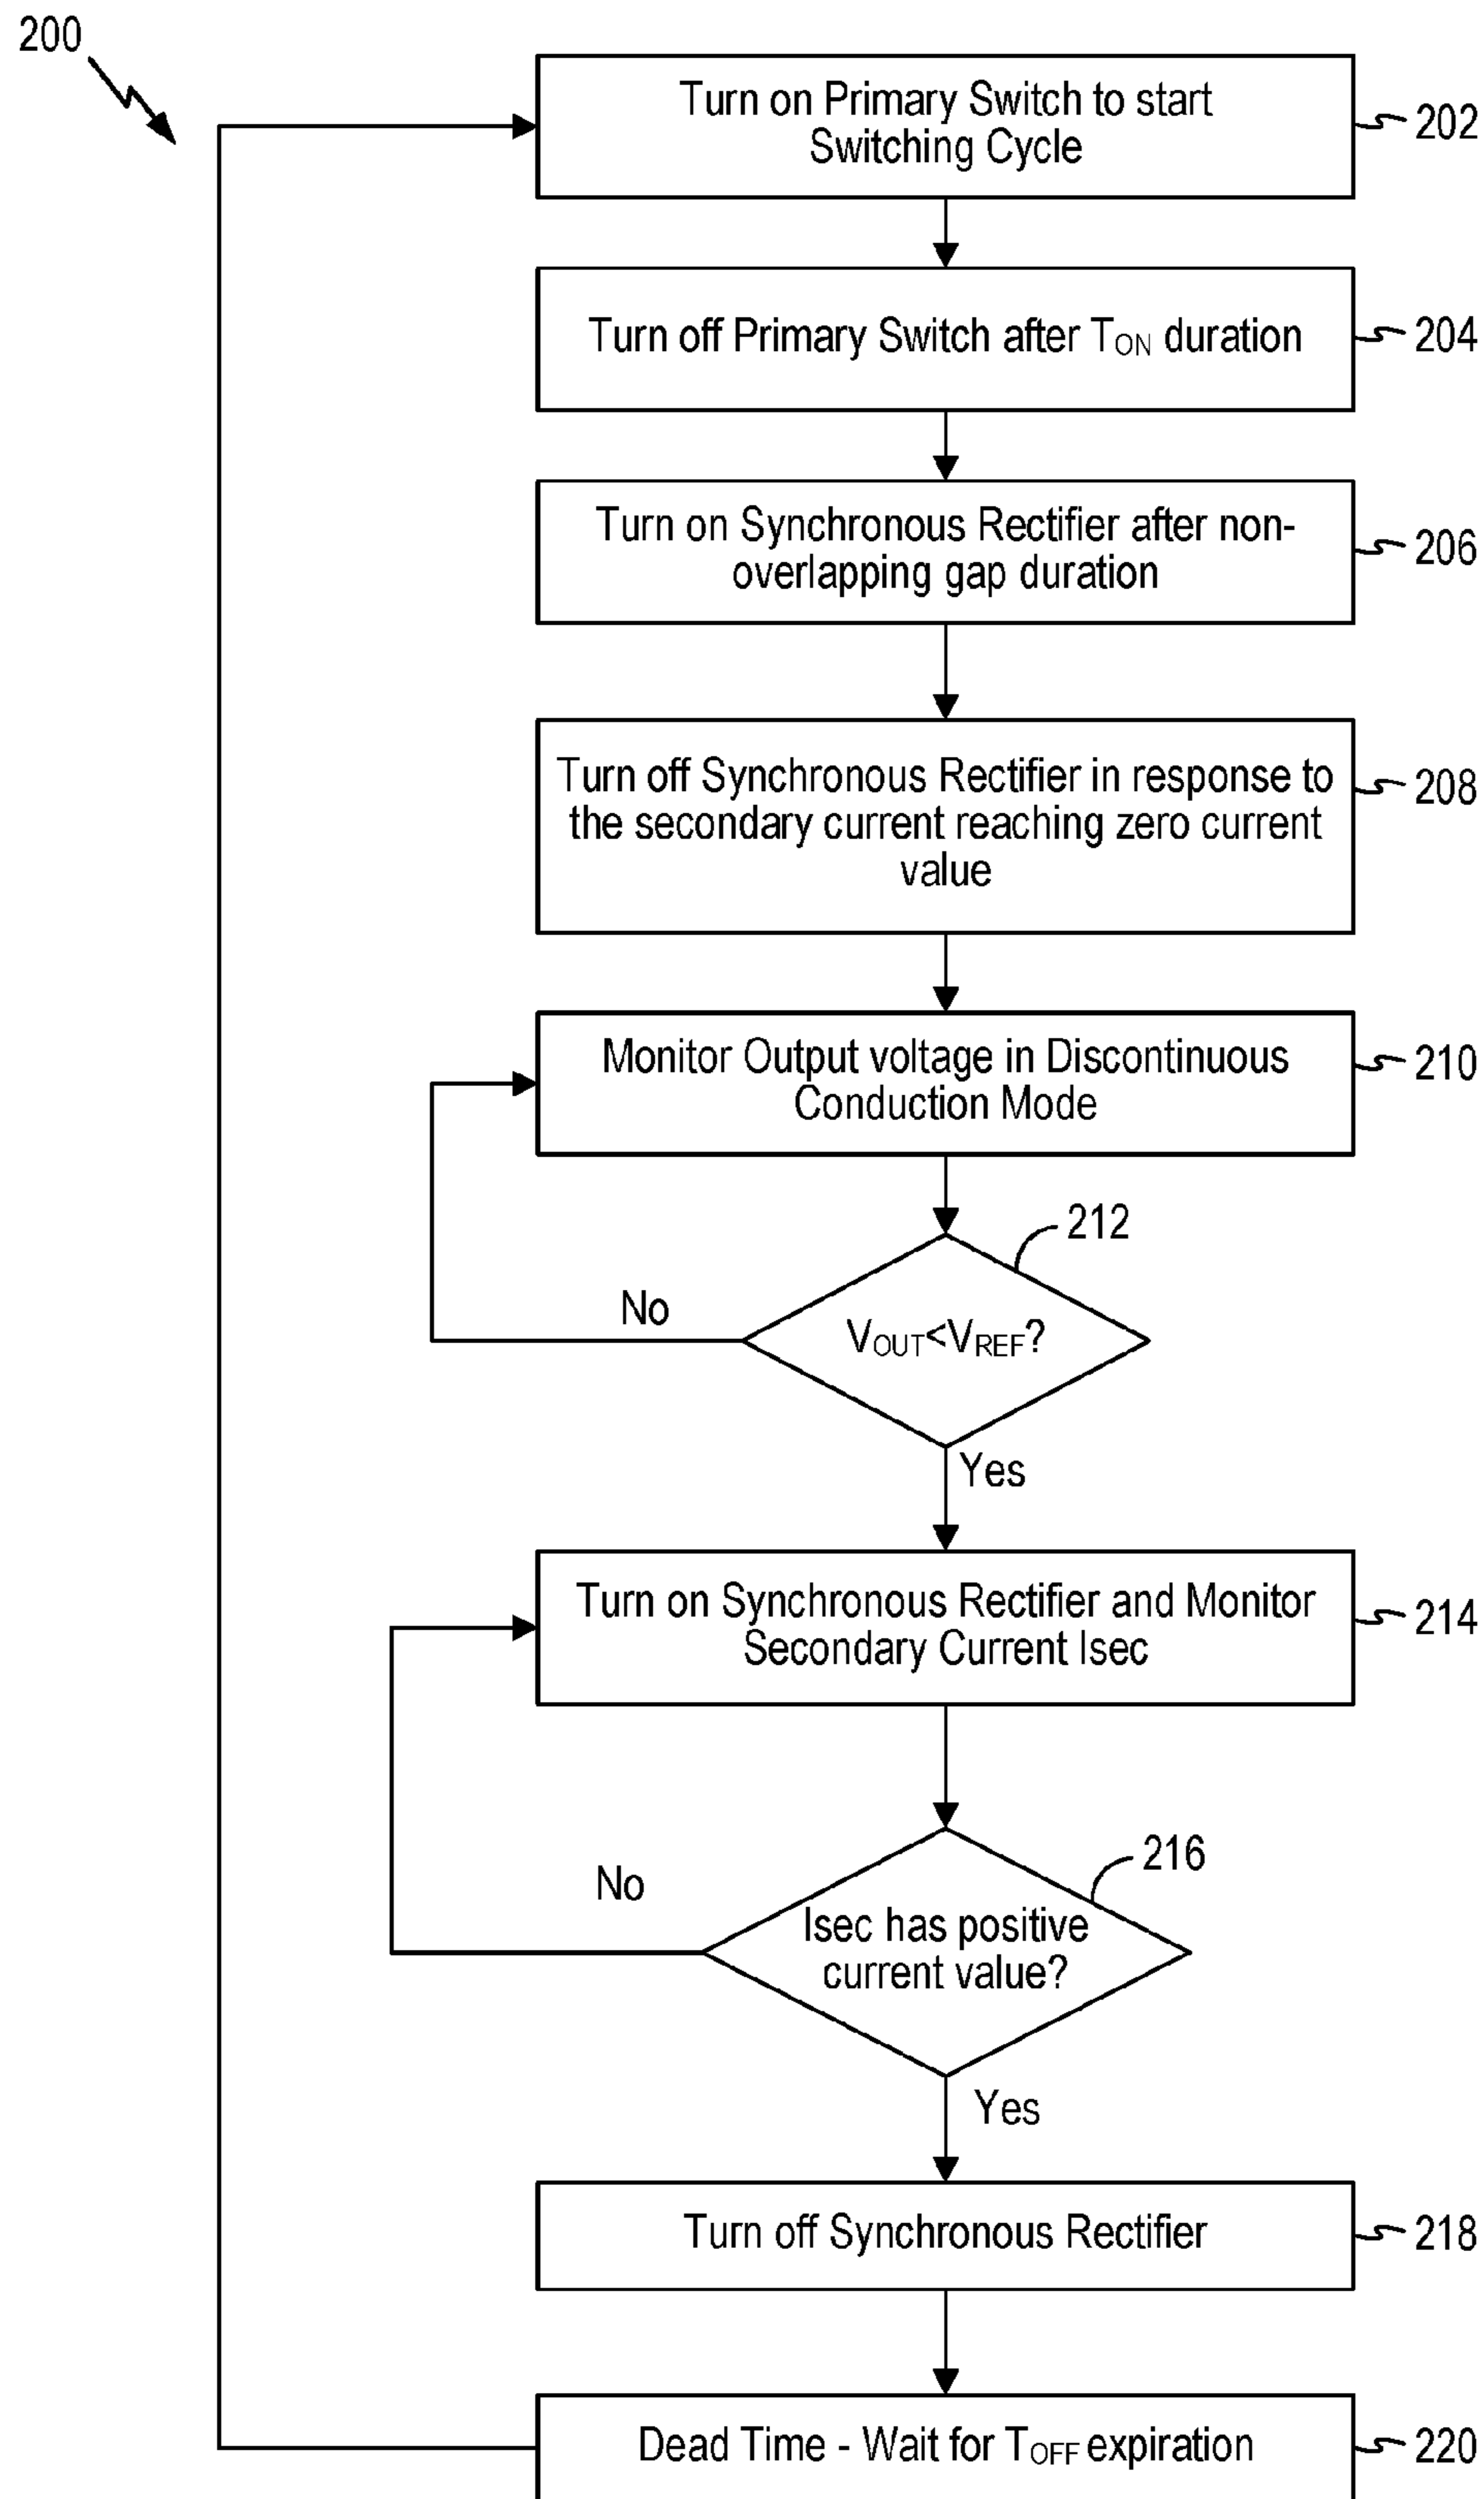 200
Turn on Primary Switch to start
Switching Cycle
202
Turn off Primary Switch after TON duration
204
Turn on Synchronous Rectifier after non-
overlapping gap duration
206
Turn off Synchronous Rectifier in response to
the secondary current reaching zero current
value
208
Monitor Output voltage in Discontinuous
Conduction Mode
210
212
No
VOUT<VREF?
Yes
Turn on Synchronous Rectifier and Monitor
Secondary Current Isec
214
216
No
Isec has positive
current value?
Yes
Turn off Synchronous Rectifier
218
Dead Time - Wait for TOFF expiration
220